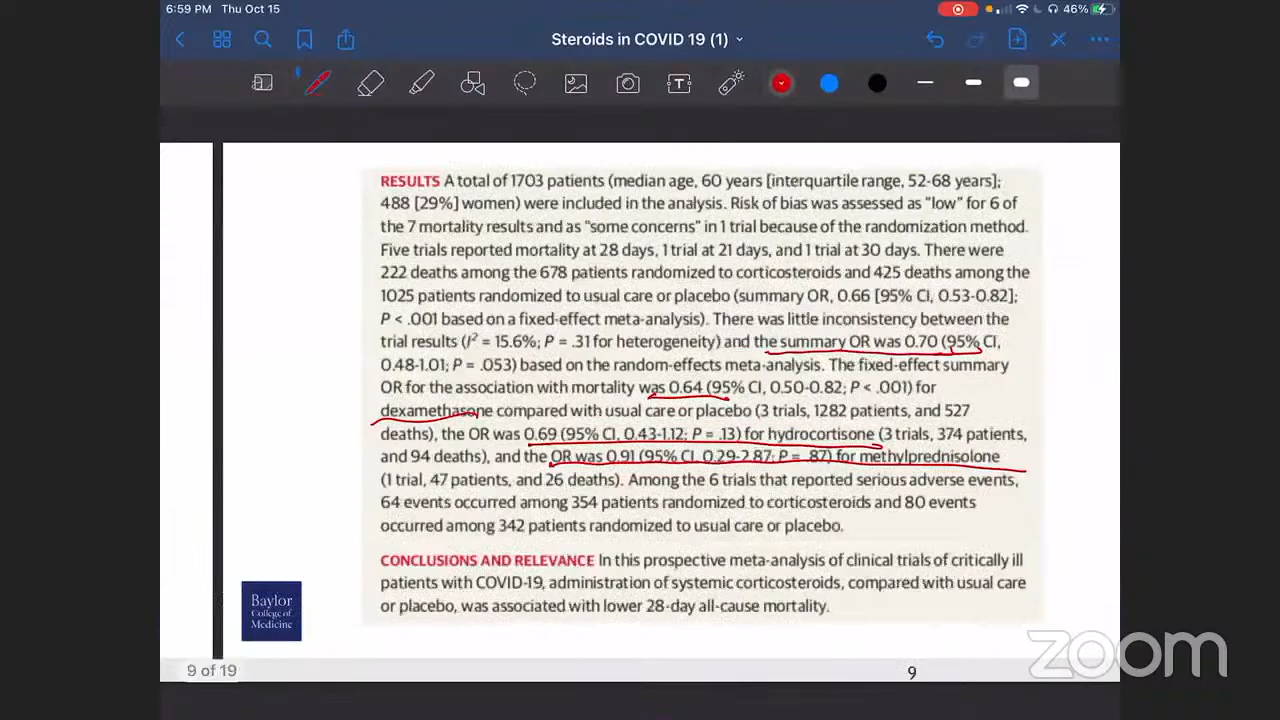 6:59 PM Thu Oct 15
46%
Steroids in COVID 19 (1)
RESULTS A total of 1703 patients (median age, 60 years [interquartile range, 52-68 years];
488 [29%] women) were included in the analysis. Risk of bias was assessed as “low” for 6 of
the 7 mortality results and as “some concerns” in 1 trial because of the randomization method.
Five trials reported mortality at 28 days, 1 trial at 21 days, and 1 trial at 30 days. There were
222 deaths among the 678 patients randomized to corticosteroids and 425 deaths among the
1025 patients randomized to usual care or placebo (summary OR, 0.66 [95% CI, 0.53-0.82];
P < .001 based on a fixed-effect meta-analysis). There was little inconsistency between the
trial results (I² = 15.6%; P = .31 for heterogeneity) and the summary OR was 0.70 (95% CI,
0.48-1.01; P = .053) based on the random-effects meta-analysis. The fixed-effect summary
OR for the association with mortality was 0.64 (95% CI, 0.50-0.82; P < .001) for
dexamethasone compared with usual care or placebo (3 trials, 1282 patients, and 527
deaths), the OR was 0.69 (95% CI, 0.43-1.12; P = .13) for hydrocortisone (3 trials, 374 patients,
and 94 deaths), and the OR was 0.91 (95% CI, 0.29-2.87; P = .87) for methylprednisolone
(1 trial, 47 patients, and 26 deaths). Among the 6 trials that reported serious adverse events,
64 events occurred among 354 patients randomized to corticosteroids and 80 events
occurred among 342 patients randomized to usual care or placebo.
CONCLUSIONS AND RELEVANCE In this prospective meta-analysis of clinical trials of critically ill
patients with COVID-19, administration of systemic corticosteroids, compared with usual care
or placebo, was associated with lower 28-day all-cause mortality.
Baylor
College of
Medicine
zoom
9 of 19
9